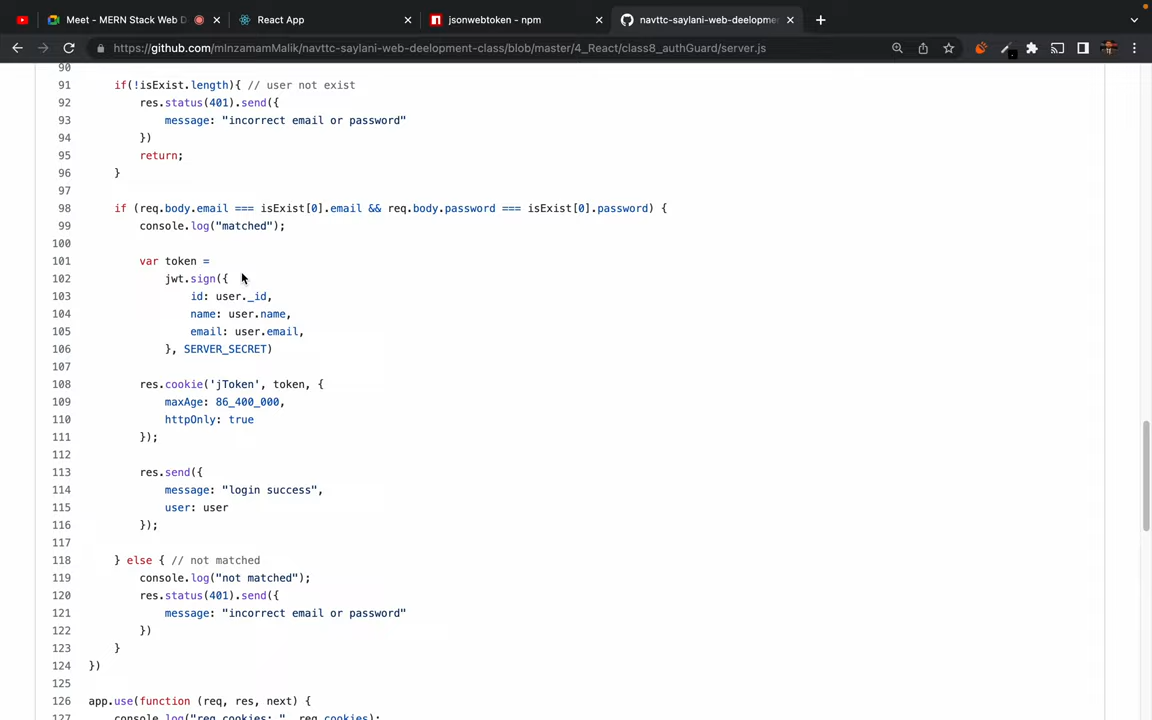 Meet - MERN Stack Web D
React App
jsonwebtoken - npm
navttc-saylani-web-deelopmen
https://github.com/mInzamamMalik/navttc-saylani-web-deelopment-class/blob/master/4_React/class8_authGuard/server.js
90
91 if(!isExist.length){ // user not exist
92 res.status(401).send({
93 message: "incorrect email or password"
94 })
95 return;
96 }
97
98 if (req.body.email === isExist[0].email && req.body.password === isExist[0].password) {
99 console.log("matched");
100
101 var token =
102 jwt.sign({
103 id: user._id,
104 name: user.name,
105 email: user.email,
106 }, SERVER_SECRET)
107
108 res.cookie('jToken', token, {
109 maxAge: 86_400_000,
110 httpOnly: true
111 });
112
113 res.send({
114 message: "login success",
115 user: user
116 });
117
118 } else { // not matched
119 console.log("not matched");
120 res.status(401).send({
121 message: "incorrect email or password"
122 })
123 }
124 })
125
126 app.use(function (req, res, next) {
127 console.log("req.cookies: ", req.cookies);